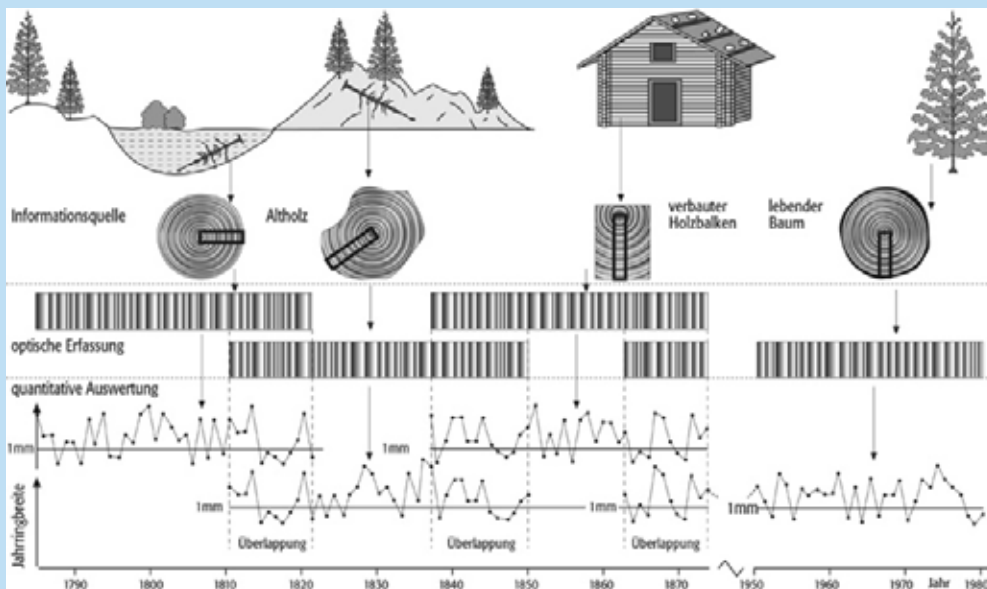 Informationsquelle
Altholz
verbauter
Holzbalken
lebender
Baum
optische Erfassung
quantitative Auswertung
1mm
1mm
1mm
1mm
Jahrringbreite
Überlappung
Überlappung
Überlappung
1790
1800
1810
1820
1830
1840
1850
1860
1870
1950
1960
1970
Jahr
1980